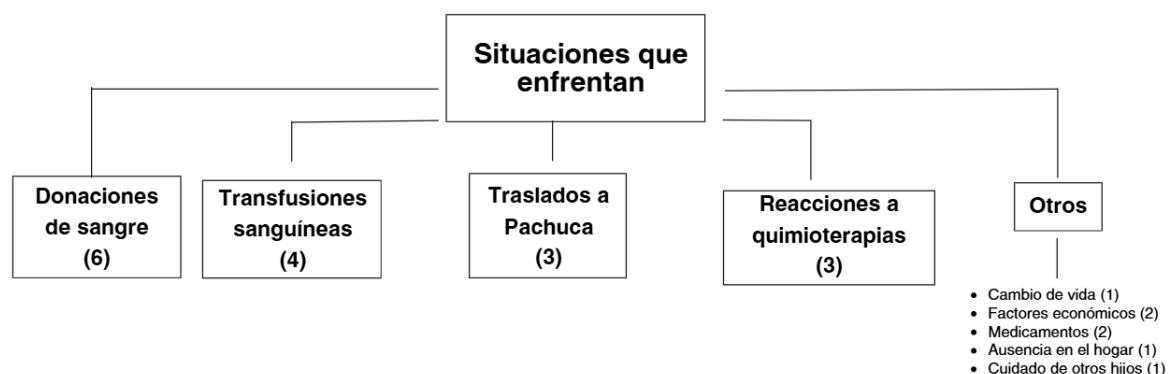 Situaciones que
enfrentan
Donaciones
de sangre
(6)
Transfusiones
sanguíneas
(4)
Traslados a
Pachuca
(3)
Reacciones a
quimioterapias
(3)
Otros
• Cambio de vida (1)
• Factores económicos (2)
• Medicamentos (2)
• Ausencia en el hogar (1)
• Cuidado de otros hijos (1)